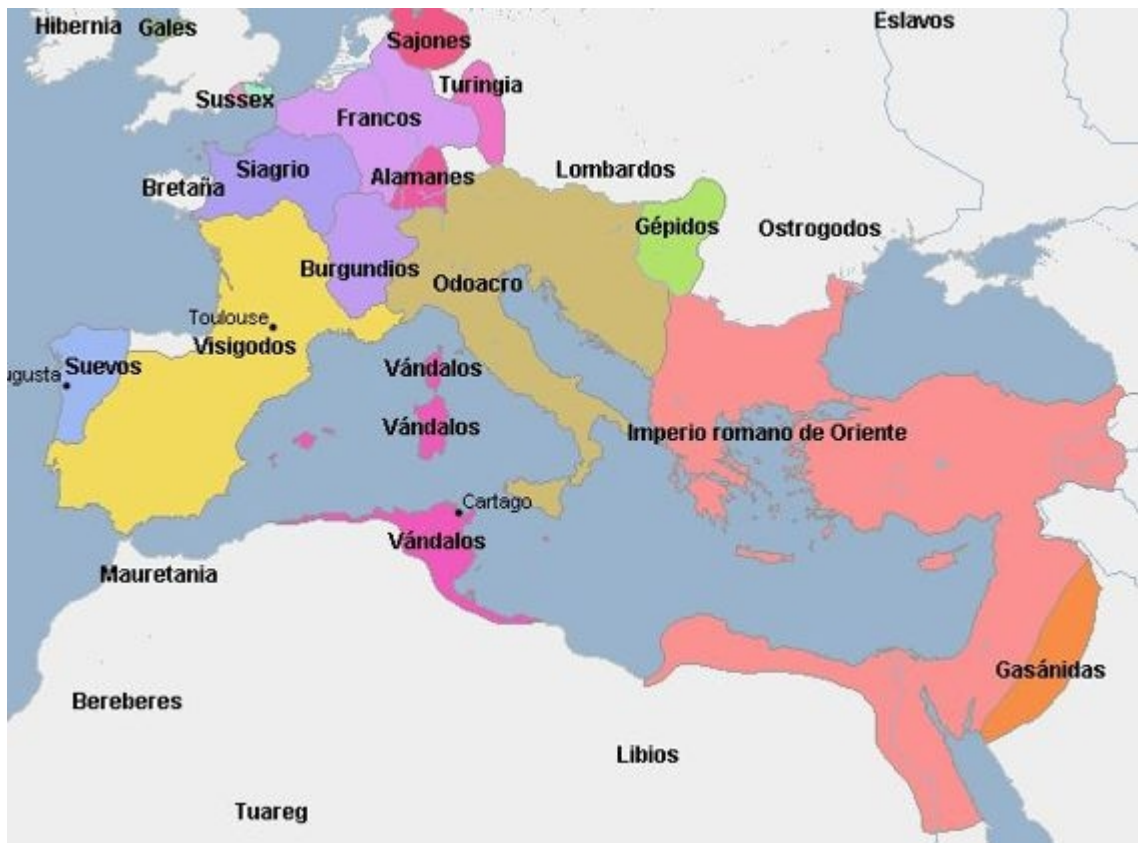 Hibernia
Gales
Eslavos
Sajones
Turingia
Sussex
Francos
Siagrio
Alamanes
Lombardos
Bretaña
Gépidos
Ostrogodos
Burgundios
Odoacro
Toulouse
Visigodos
Suevos
ugusta
Vándalos
Vándalos
Imperio romano de Oriente
Cartago
Vándalos
Mauretania
Gasánidas
Bereberes
Libios
Tuareg